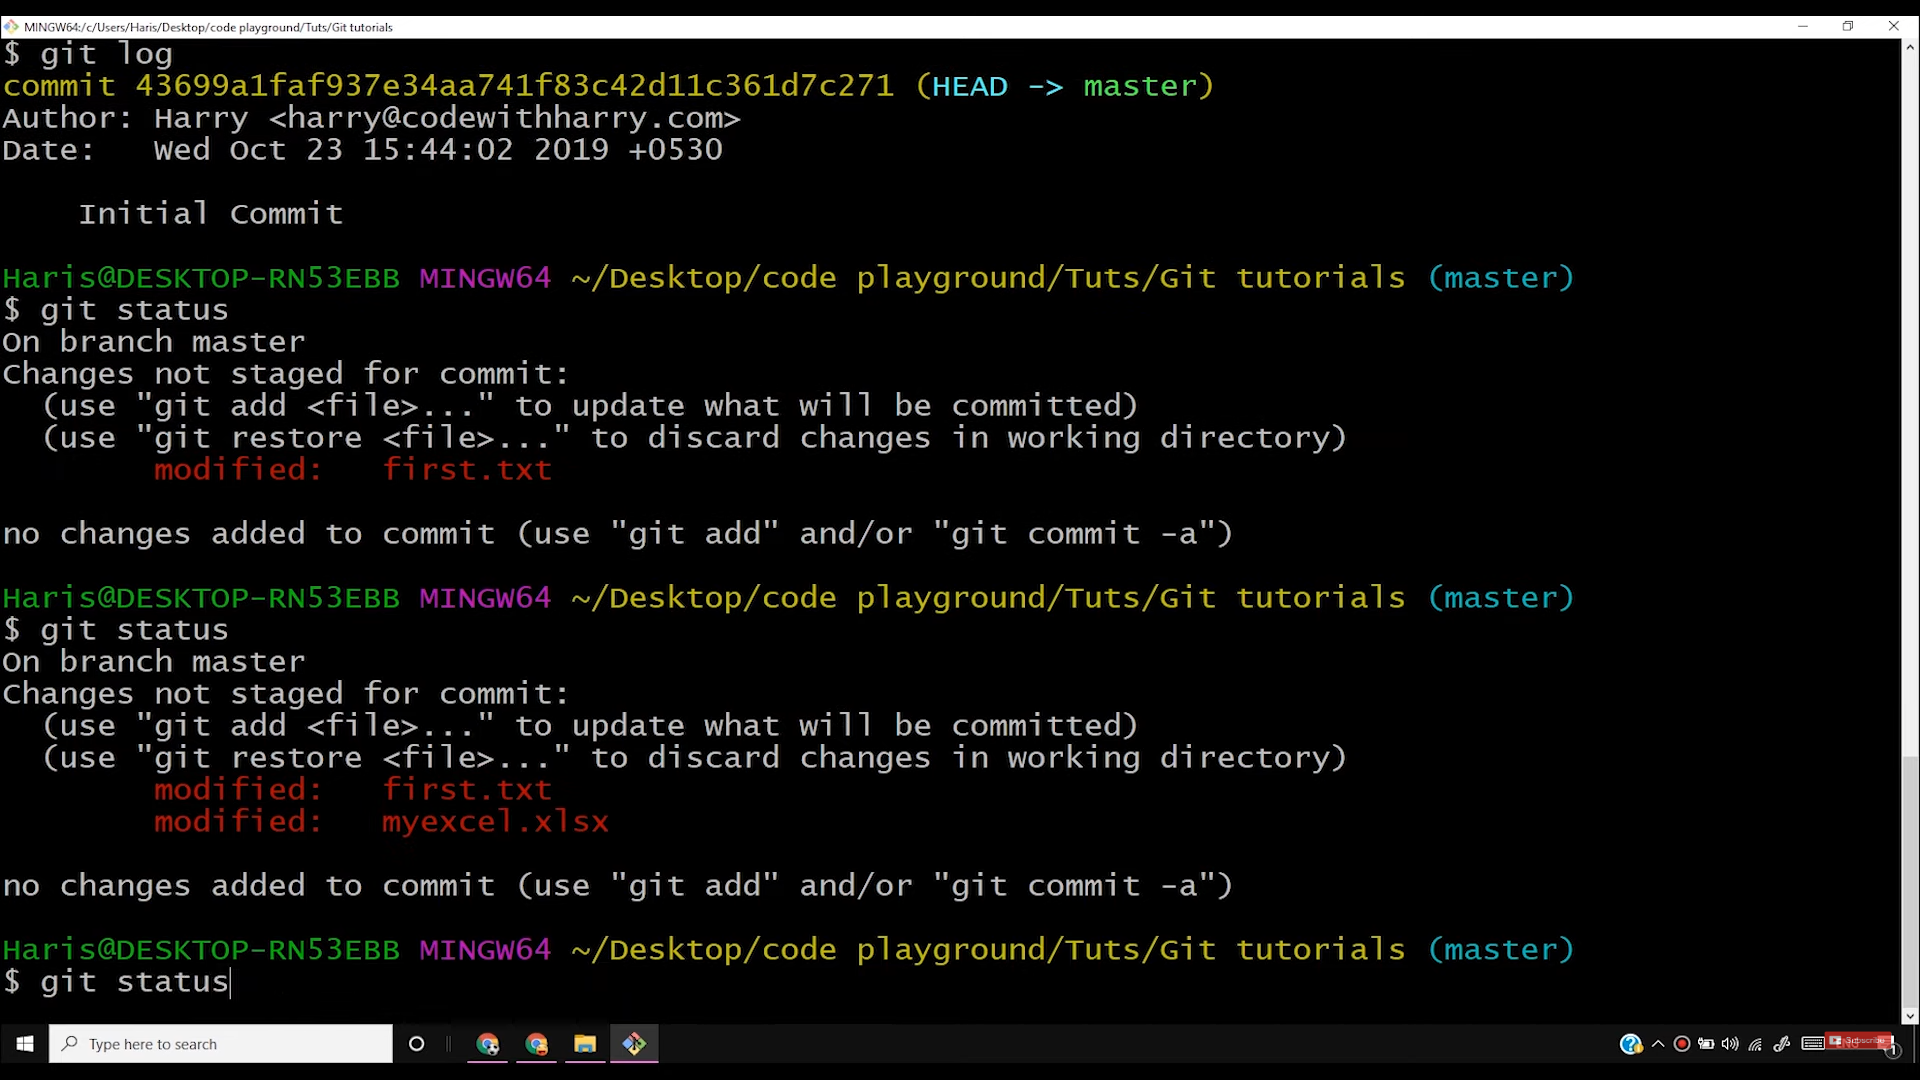 MINGW64:/c/Users/Haris/Desktop/code playground/Tuts/Git tutorials
$ git log
commit 43699a1faf937e34aa741f83c42d11c361d7c271 (HEAD -> master)
Author: Harry <harry@codewithharry.com>
Date:   Wed Oct 23 15:44:02 2019 +0530
    Initial Commit
Haris@DESKTOP-RN53EBB MINGW64 ~/Desktop/code playground/Tuts/Git tutorials (master)
$ git status
On branch master
Changes not staged for commit:
  (use "git add <file>..." to update what will be committed)
  (use "git restore <file>..." to discard changes in working directory)
        modified:   first.txt
no changes added to commit (use "git add" and/or "git commit -a")
Haris@DESKTOP-RN53EBB MINGW64 ~/Desktop/code playground/Tuts/Git tutorials (master)
$ git status
On branch master
Changes not staged for commit:
  (use "git add <file>..." to update what will be committed)
  (use "git restore <file>..." to discard changes in working directory)
        modified:   first.txt
        modified:   myexcel.xlsx
no changes added to commit (use "git add" and/or "git commit -a")
Haris@DESKTOP-RN53EBB MINGW64 ~/Desktop/code playground/Tuts/Git tutorials (master)
$ git status
Type here to search
Subscribe
1